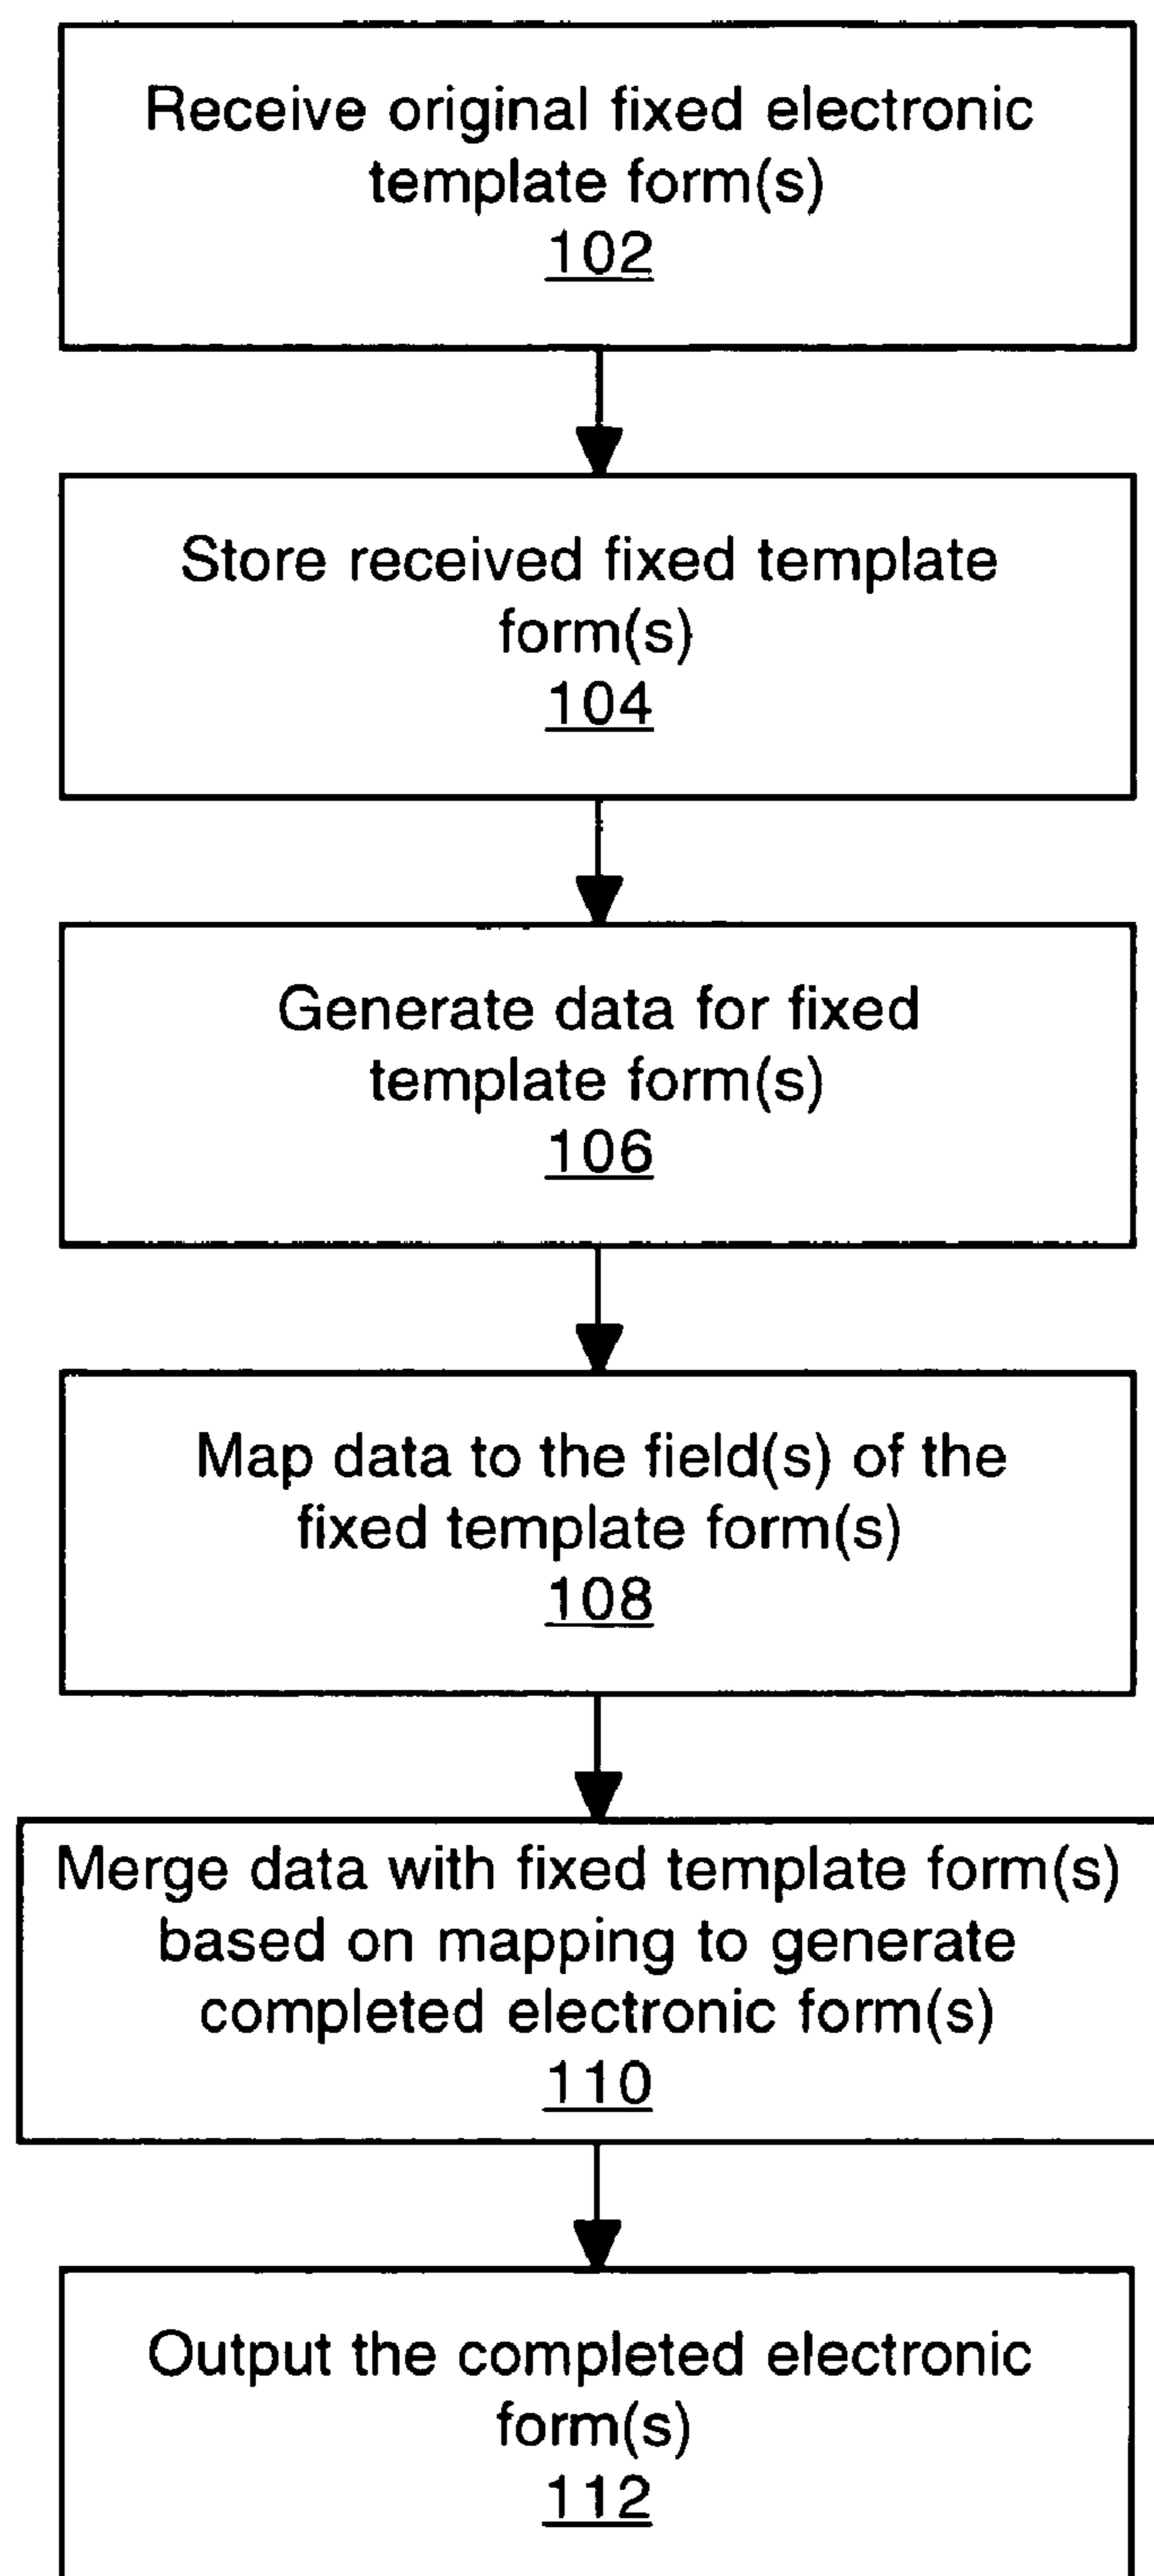 Receive original fixed electronic
template form(s)
102
Store received fixed template
form(s)
104
Generate data for fixed
template form(s)
106
Map data to the field(s) of the
fixed template form(s)
108
Merge data with fixed template form(s)
based on mapping to generate
completed electronic form(s)
110
Output the completed electronic
form(s)
112